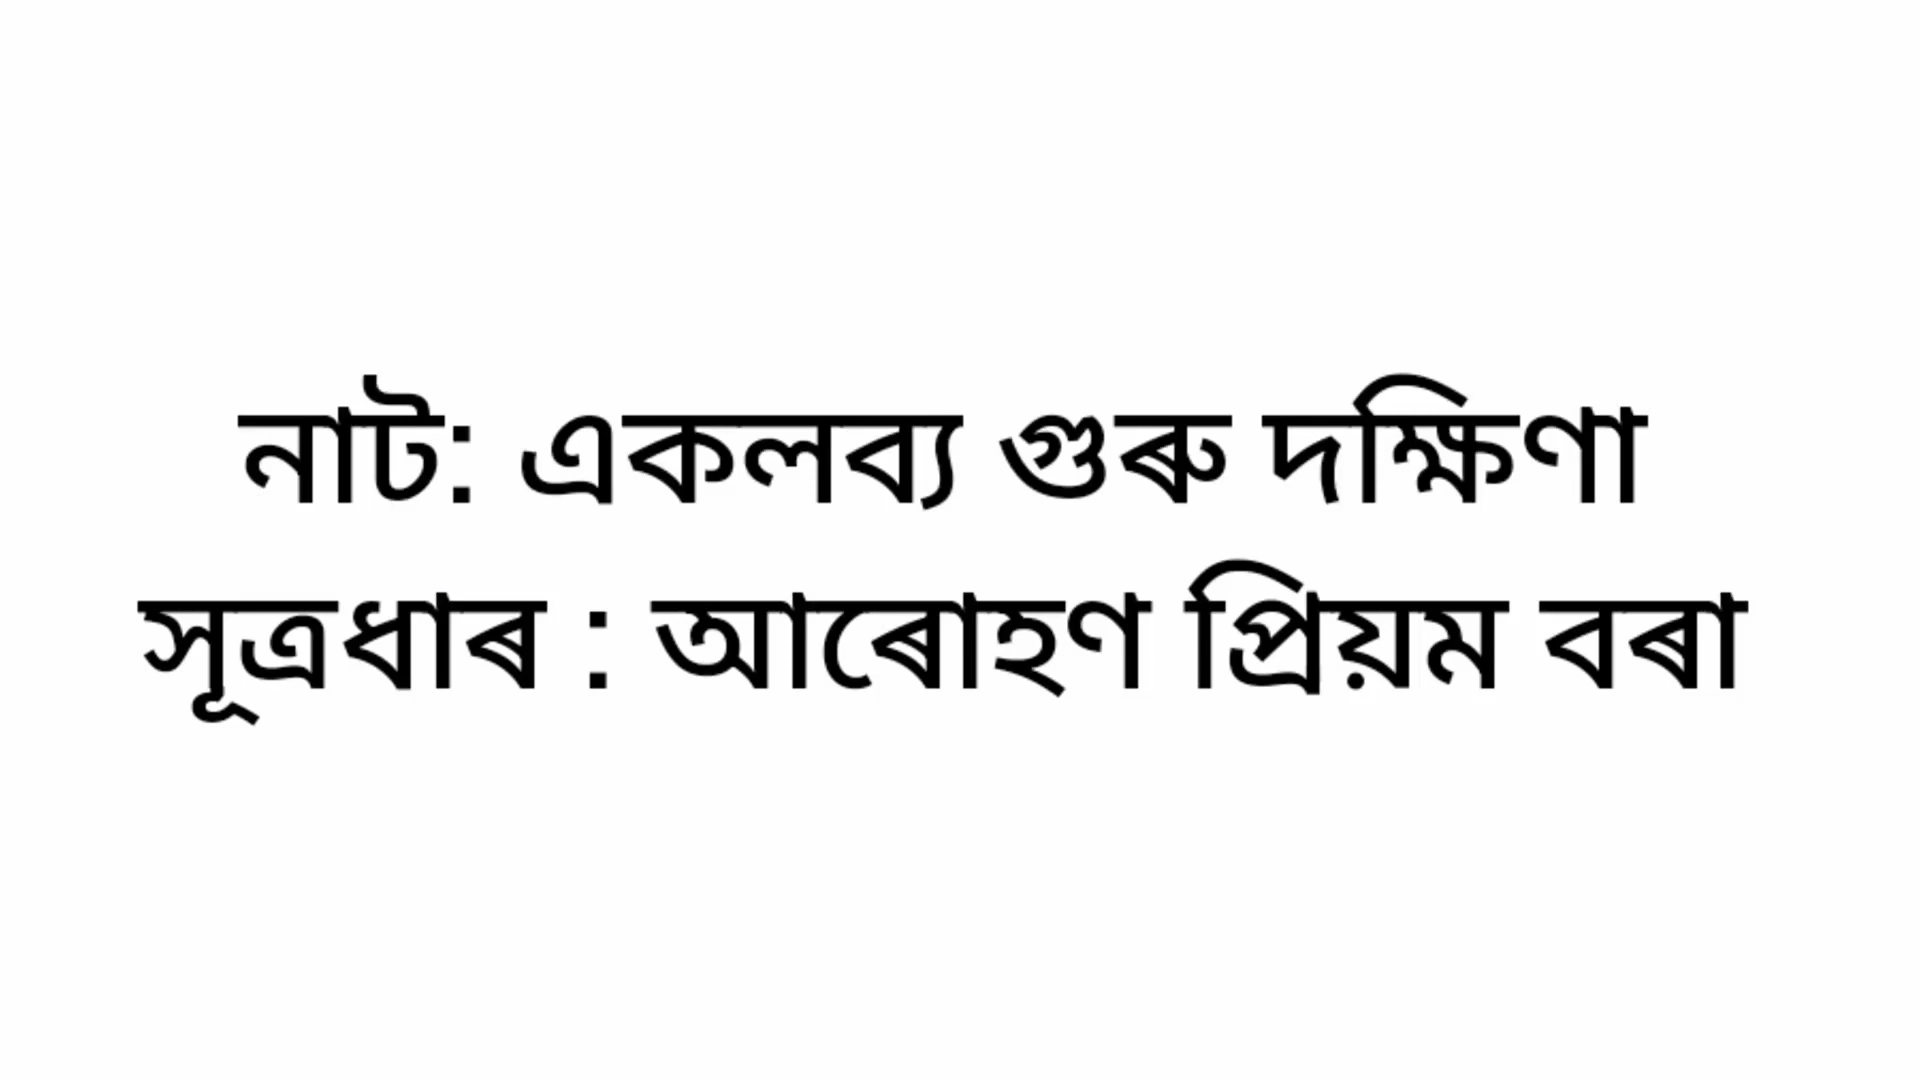 নাট: একলব্য গুৰু দক্ষিণা
সূত্ৰধাৰ : আৰোহণ প্ৰিয়ম বৰা